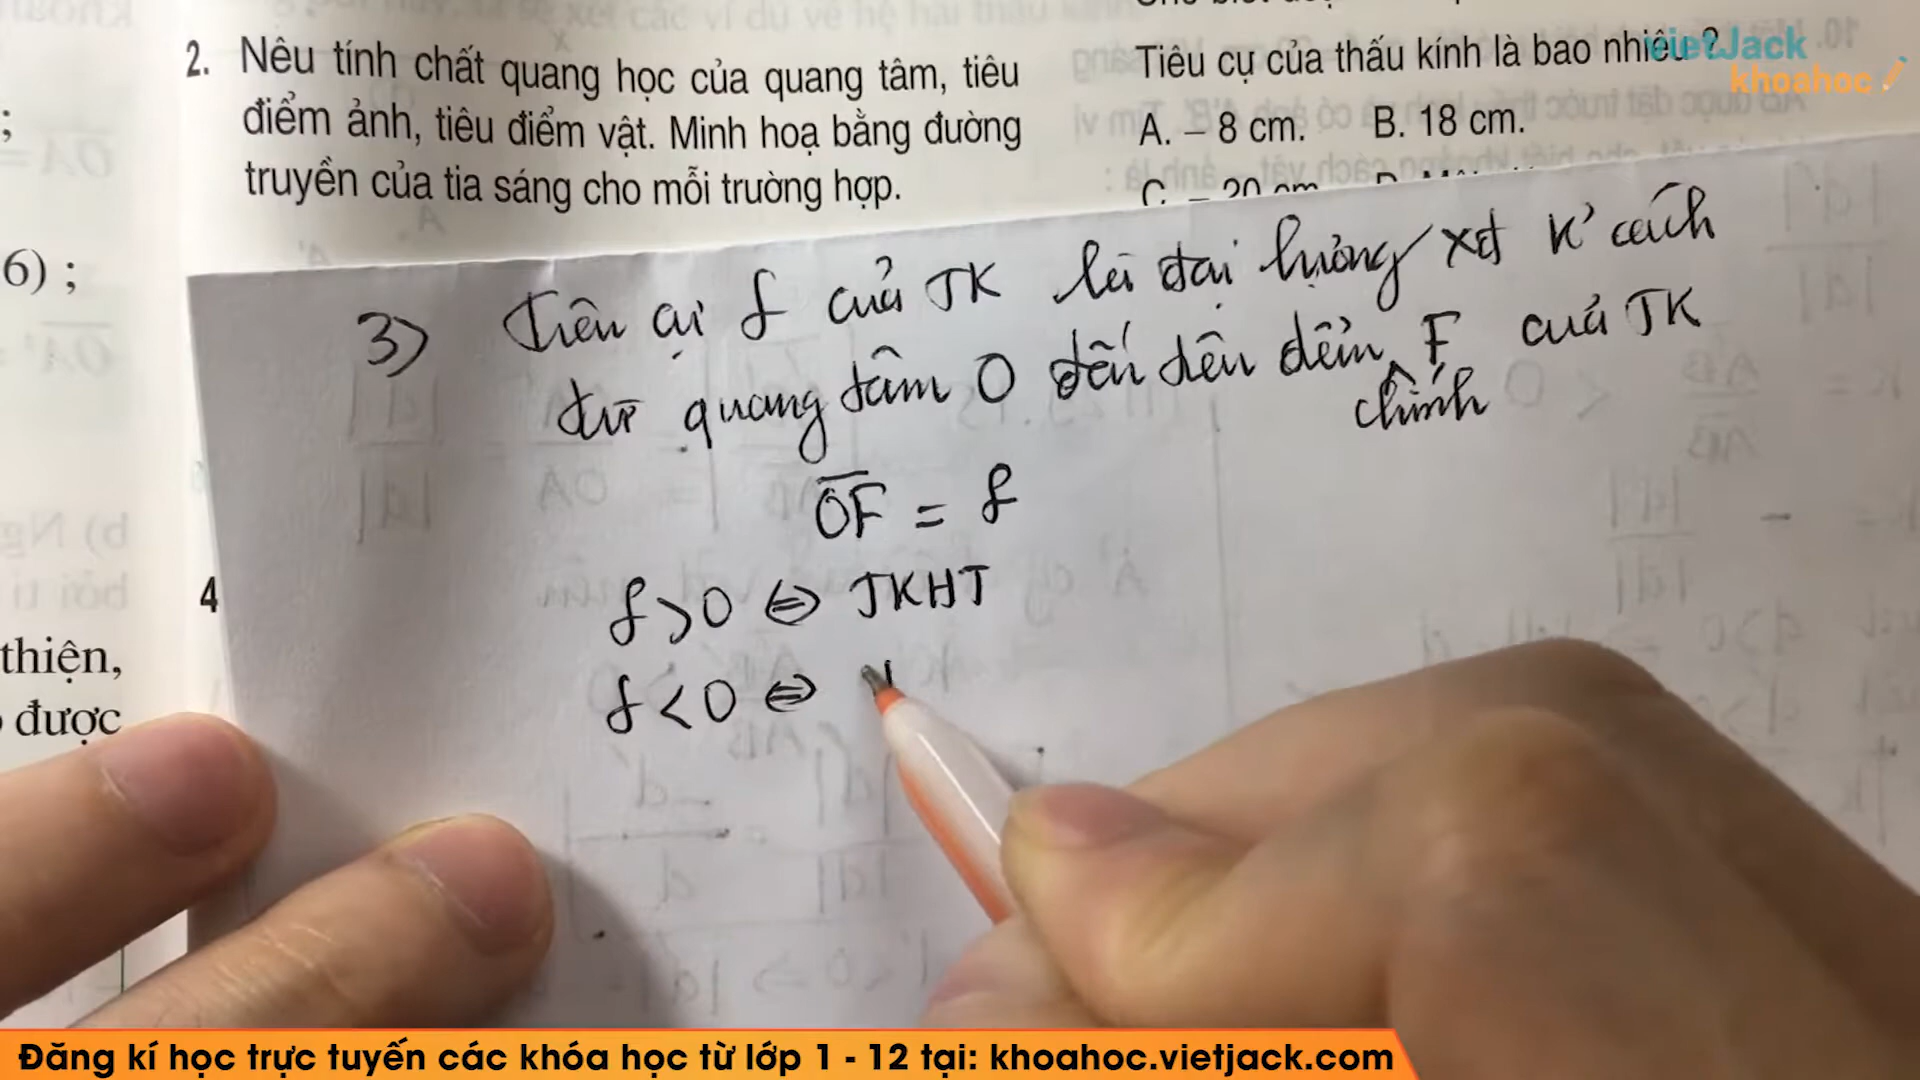 2. Nêu tính chất quang học của quang tâm, tiêu
điểm ảnh, tiêu điểm vật. Minh hoạ bằng đường
truyền của tia sáng cho mỗi trường hợp.
Tiêu cự của thấu kính là bao nhiêu ?
A. – 8 cm. B. 18 cm.
C. – 20 cm
vietJack
khoahoc
;
6) ;
4
thiện,
được
3) Tiêu cự f của TK là đại lượng xđ k' cách
từ quang tâm O đến tiêu điểm chính F của TK
OF = f
f>0 ⇔ TKHT
f<0 ⇔
Đăng kí học trực tuyến các khóa học từ lớp 1 - 12 tại: khoahoc.vietjack.com